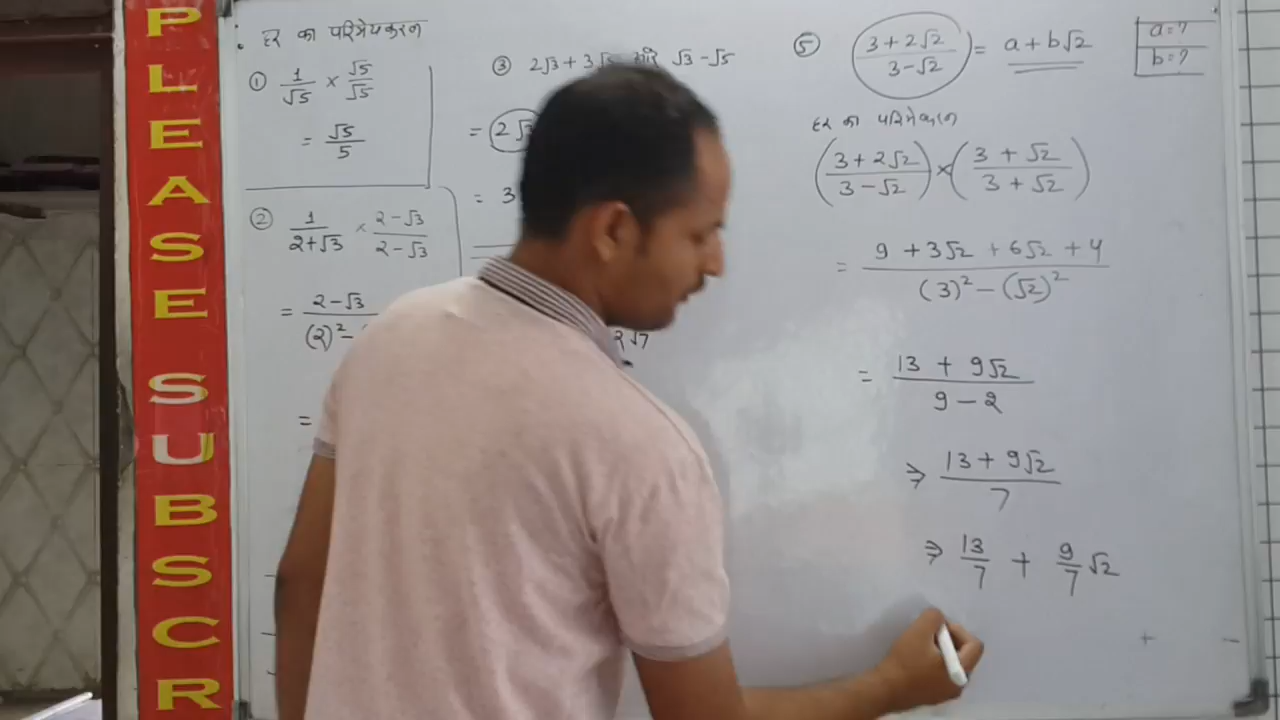 PLEASE SUBSCR
हर का परिमेयकरण
① 1/√5 × √5/√5
= √5/5
② 1/(2+√3) × (2-√3)/(2-√3)
= (2-√3)/((2)²-
=
③ 2√3 + 3√5 और √3-√5
= 2√3
= 3
2√7
⑤ (3+2√2)/(3-√2) = a+b√2
a=?
b=?
हर का परिमेयकरण
((3+2√2)/(3-√2)) × ((3+√2)/(3+√2))
= (9+3√2+6√2+4)/((3)²-(√2)²)
= (13+9√2)/(9-2)
⇒ (13+9√2)/7
⇒ 13/7 + 9/7 √2
+ -